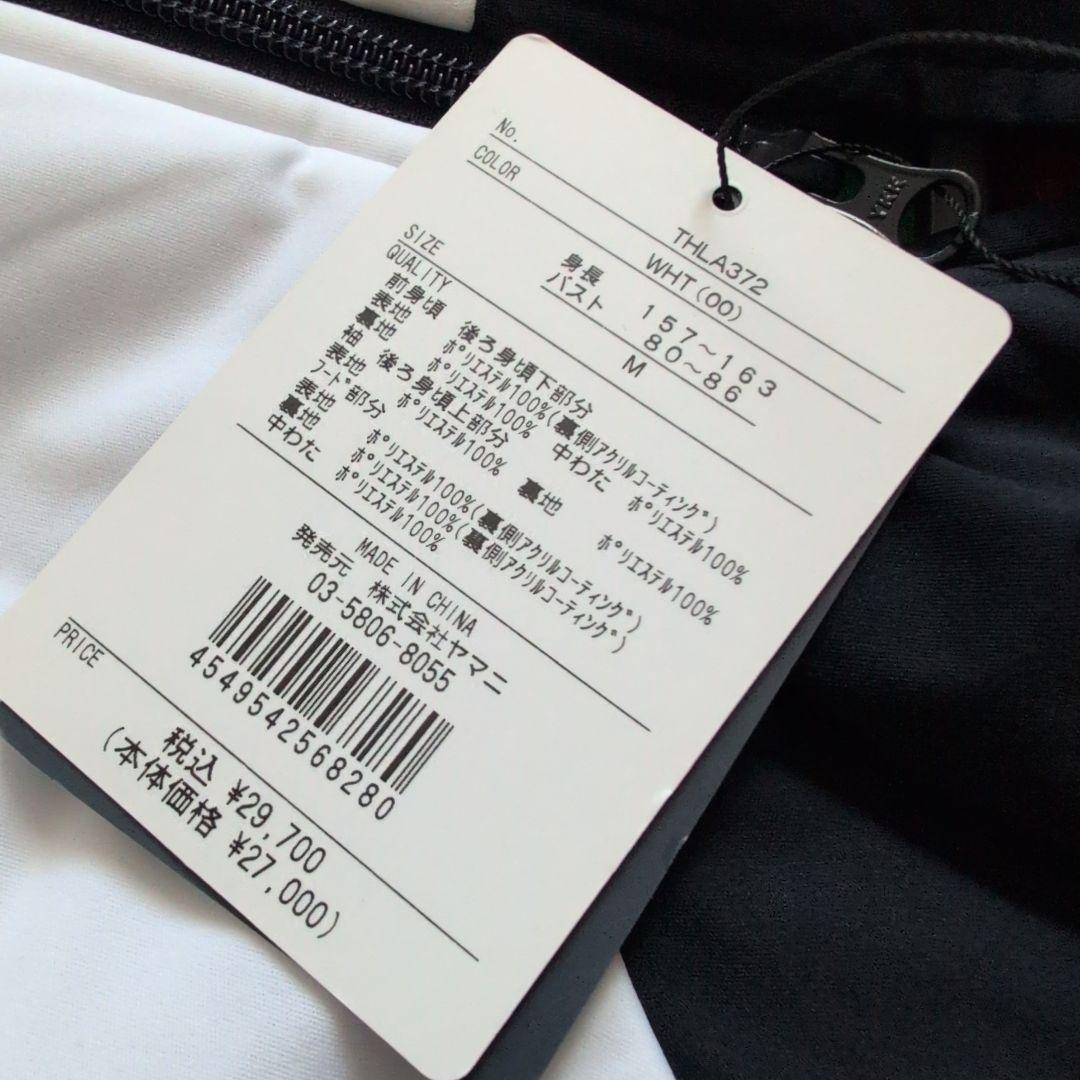 No. THLA372
COLOR WHT(00)
身長 157～163
バスト 80～86
SIZE M
QUALITY
前身頃 後ろ身頃下部分
表地 ポリエステル100%(裏側アクリルコーティング)
裏地 ポリエステル100% 中わた ポリエステル100%
袖 後ろ身頃上部分
表地 ポリエステル100% 裏地 ポリエステル100%
フード部分
表地 ポリエステル100%(裏側アクリルコーティング)
裏地 ポリエステル100%(裏側アクリルコーティング)
中わた ポリエステル100%
MADE IN CHINA
発売元 株式会社ヤマニ
03-5806-8055
4549542568280
PRICE
税込 ¥29,700
(本体価格 ¥27,000)
YKK